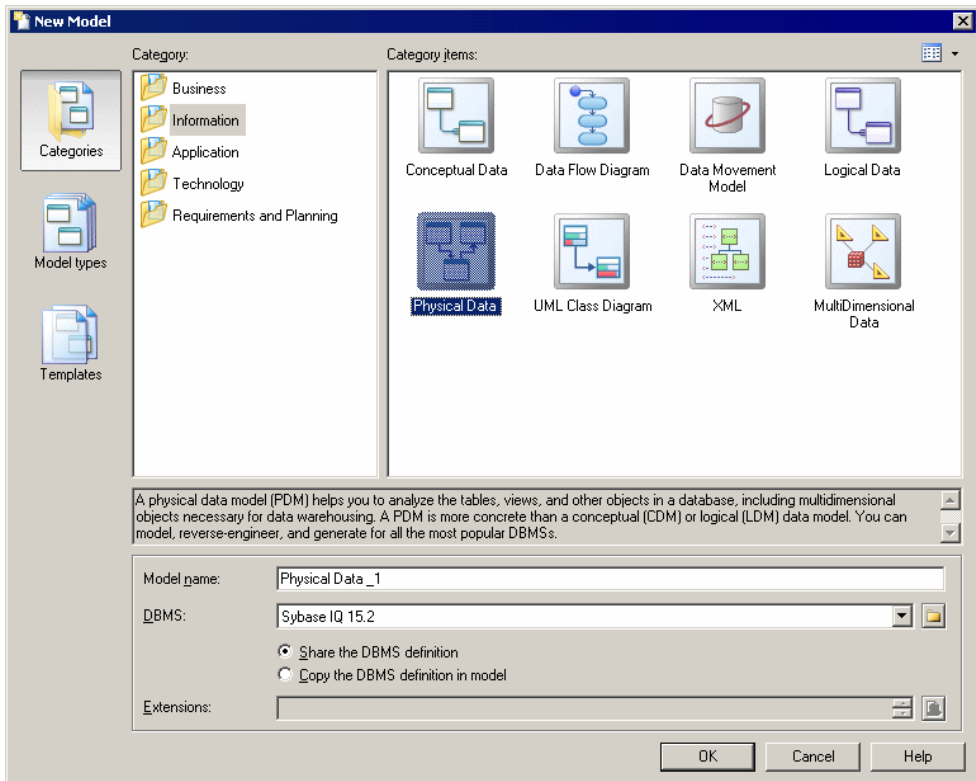 New Model
Category:
Category items:
Categories
Model types
Templates
Business
Information
Application
Technology
Requirements and Planning
Conceptual Data
Data Flow Diagram
Data Movement
Model
Logical Data
Physical Data
UML Class Diagram
XML
MultiDimensional
Data
A physical data model (PDM) helps you to analyze the tables, views, and other objects in a database, including multidimensional
objects necessary for data warehousing. A PDM is more concrete than a conceptual (CDM) or logical (LDM) data model. You can
model, reverse-engineer, and generate for all the most popular DBMSs.
Model name:
Physical Data _1
DBMS:
Sybase IQ 15.2
Share the DBMS definition
Copy the DBMS definition in model
Extensions:
OK
Cancel
Help